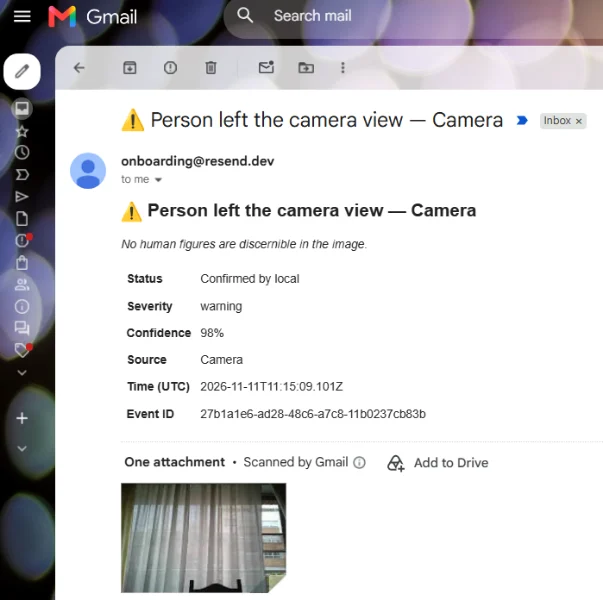 Gmail
Search mail
⚠️ Person left the camera view — Camera
Inbox ×
onboarding@resend.dev
to me
⚠️ Person left the camera view — Camera
No human figures are discernible in the image.
Status Confirmed by local
Severity warning
Confidence 98%
Source Camera
Time (UTC) 2026-11-11T11:15:09.101Z
Event ID 27b1a1e6-ad28-48c6-a7c8-11b0237cb83b
One attachment • Scanned by Gmail
Add to Drive